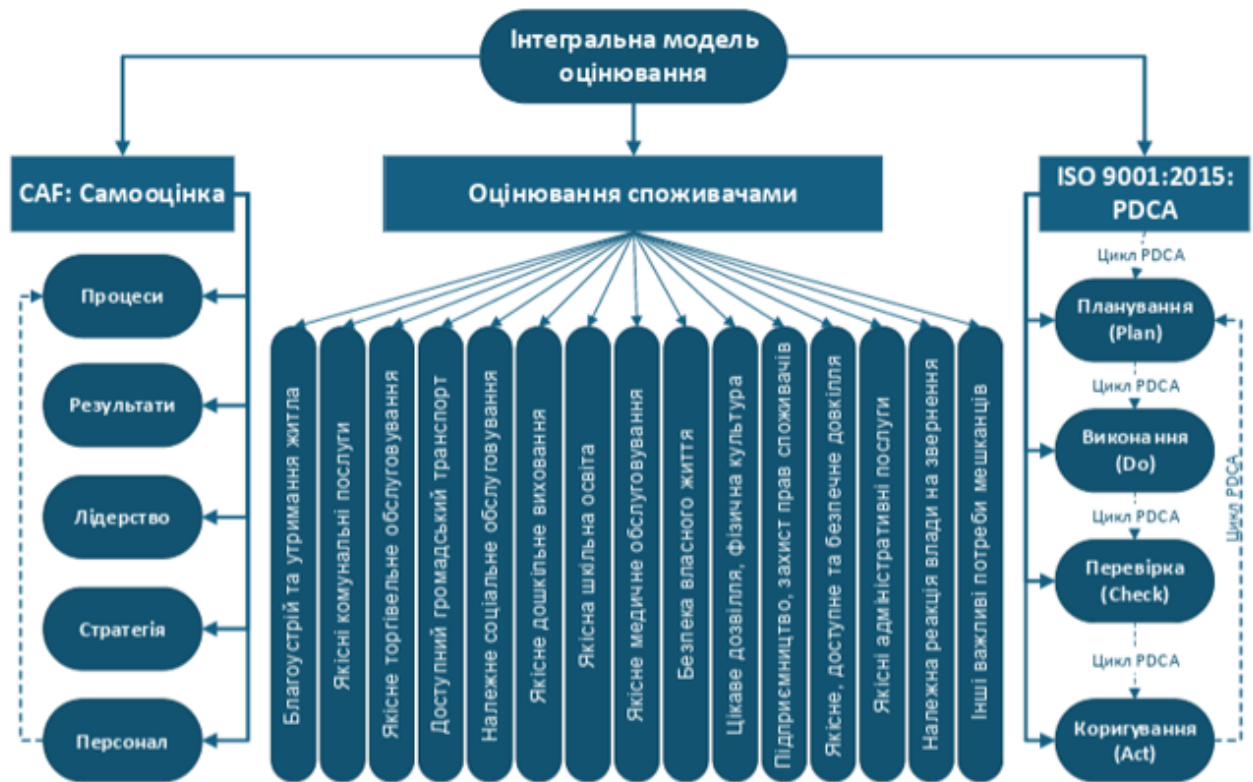 Інтегральна модель
оцінювання
CAF: Самооцінка
Процеси
Результати
Лідерство
Стратегія
Персонал
Оцінювання споживачами
Благоустрій та утримання житла
Якісні комунальні послуги
Якісне торгівельне обслуговування
Доступний громадський транспорт
Належне соціальне обслуговування
Якісне дошкільне виховання
Якісна шкільна освіта
Якісне медичне обслуговування
Безпека власного життя
Цікаве дозвілля, фізична культура
Підприємництво, захист прав споживачів
Якісне, доступне та безпечне довкілля
Якісні адміністративні послуги
Належна реакція влади на звернення
Інші важливі потреби мешканців
ISO 9001:2015:
PDCA
Цикл PDCA
Планування
(Plan)
Цикл PDCA
Виконання
(Do)
Цикл PDCA
Перевірка
(Check)
Цикл PDCA
Коригування
(Act)
Цикл PDCA